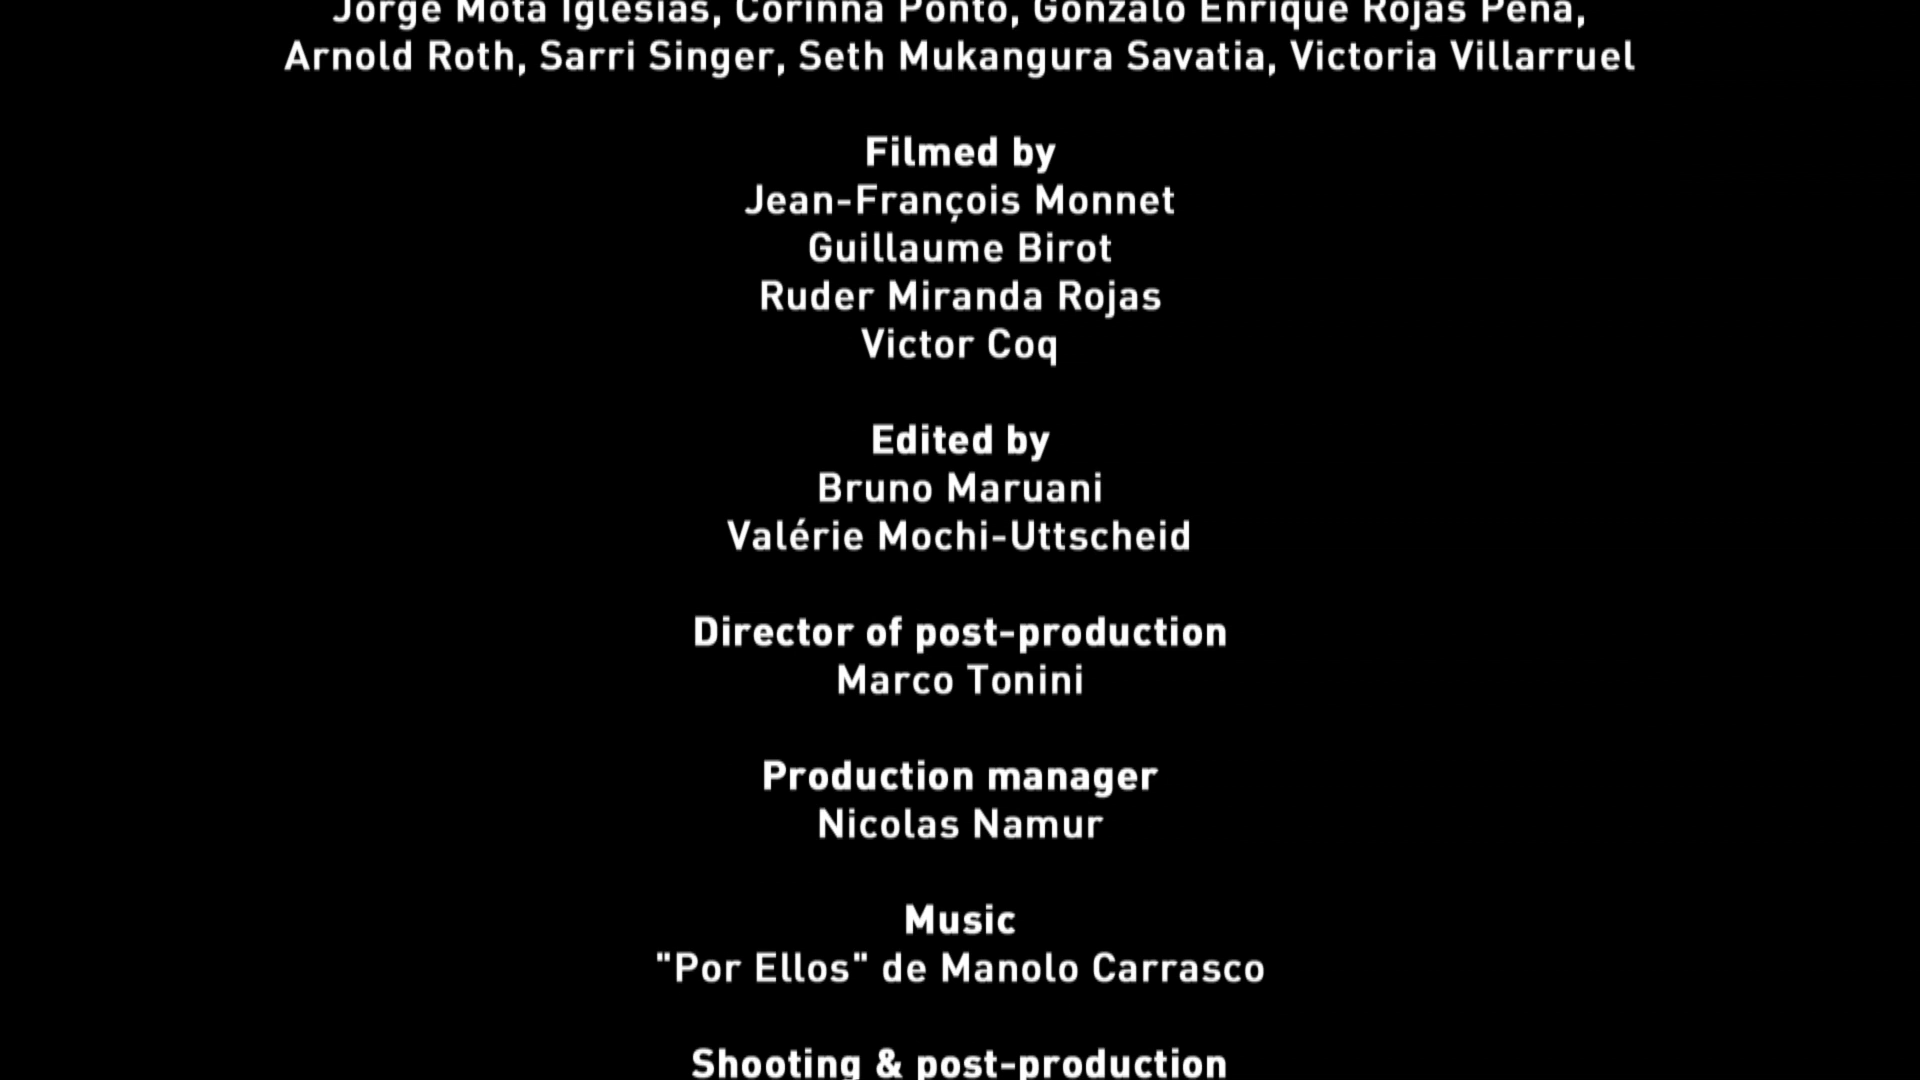 Jorge Mota Iglesias, Corinna Ponto, Gonzalo Enrique Rojas Peña,
Arnold Roth, Sarri Singer, Seth Mukangura Savatia, Victoria Villarruel
Filmed by
Jean-François Monnet
Guillaume Birot
Ruder Miranda Rojas
Victor Coq
Edited by
Bruno Maruani
Valérie Mochi-Uttscheid
Director of post-production
Marco Tonini
Production manager
Nicolas Namur
Music
"Por Ellos" de Manolo Carrasco
Shooting & post-production